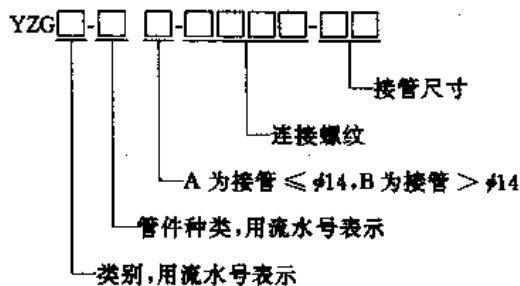 YZG□-□ □-□□□□-□□
接管尺寸
连接螺纹
A 为接管 ≤ φ14,B 为接管 > φ14
管件种类,用流水号表示
类别,用流水号表示